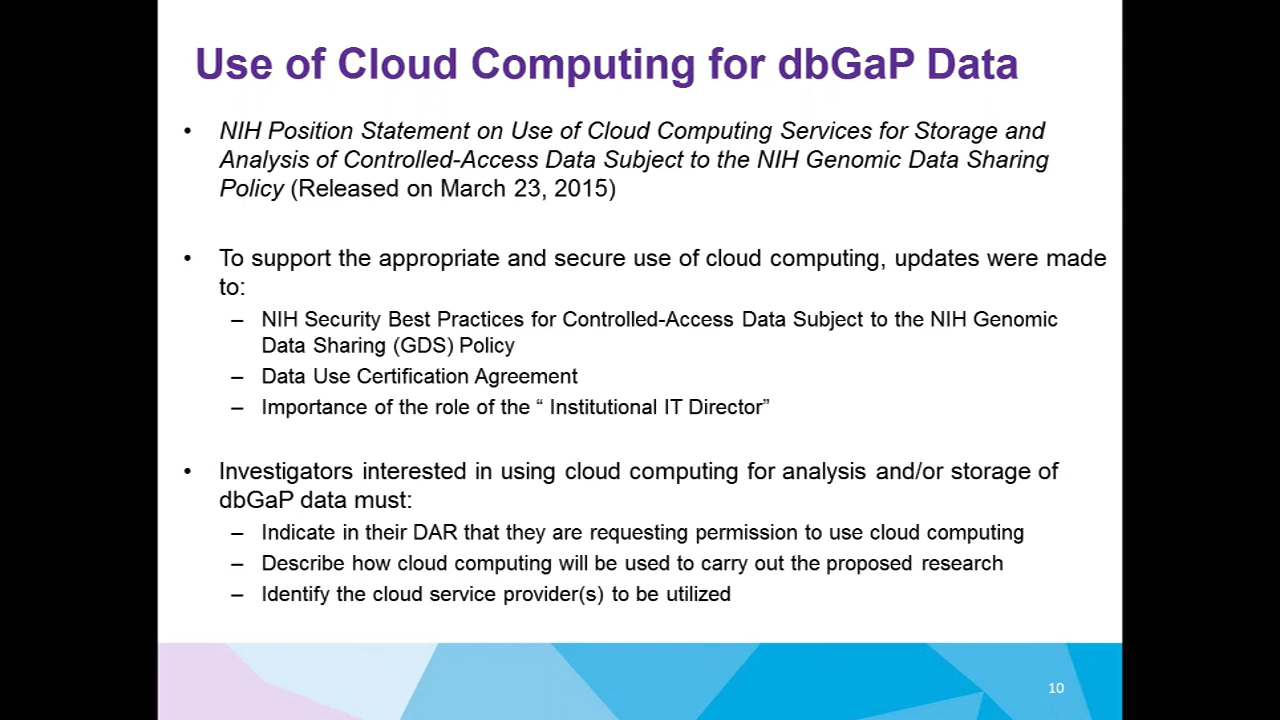 Use of Cloud Computing for dbGaP Data
• NIH Position Statement on Use of Cloud Computing Services for Storage and
Analysis of Controlled-Access Data Subject to the NIH Genomic Data Sharing
Policy (Released on March 23, 2015)
• To support the appropriate and secure use of cloud computing, updates were made
to:
– NIH Security Best Practices for Controlled-Access Data Subject to the NIH Genomic
Data Sharing (GDS) Policy
– Data Use Certification Agreement
– Importance of the role of the “ Institutional IT Director”
• Investigators interested in using cloud computing for analysis and/or storage of
dbGaP data must:
– Indicate in their DAR that they are requesting permission to use cloud computing
– Describe how cloud computing will be used to carry out the proposed research
– Identify the cloud service provider(s) to be utilized
10